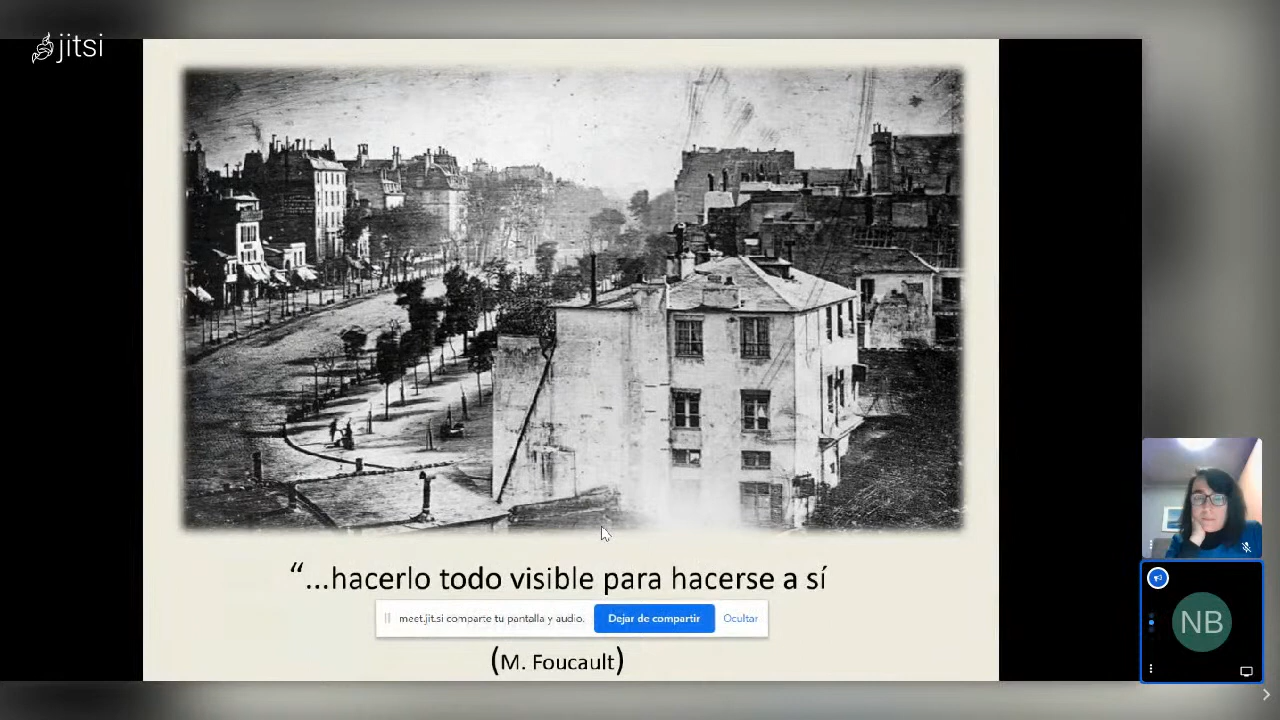 jitsi
“...hacerlo todo visible para hacerse a sí
meet.jit.si comparte tu pantalla y audio. Dejar de compartir Ocultar
(M. Foucault)
NB